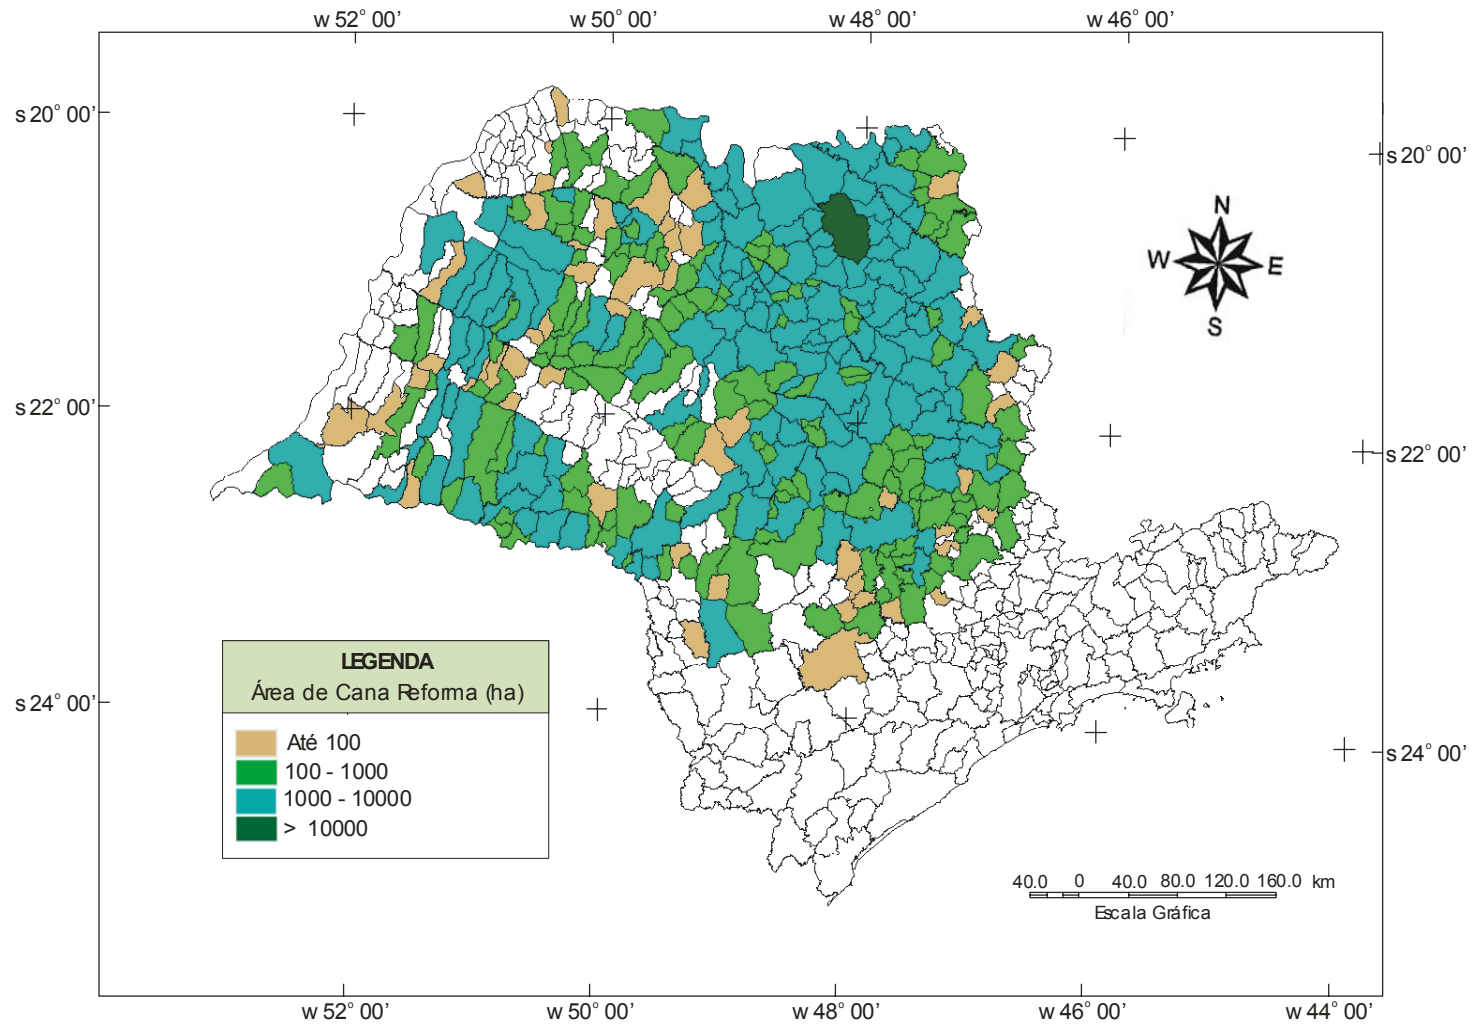 w 52° 00’ w 50° 00’ w 48° 00’ w 46° 00’
s 20° 00’
s 20° 00’
N
W E
S
s 22° 00’
s 22° 00’
LEGENDA
Área de Cana Reforma (ha)
Até 100
100 - 1000
1000 - 10000
> 10000
s 24° 00’
s 24° 00’
40.0 0 40.0 80.0 120.0 160.0 km
Escala Gráfica
w 52° 00’ w 50° 00’ w 48° 00’ w 46° 00’ w 44° 00’